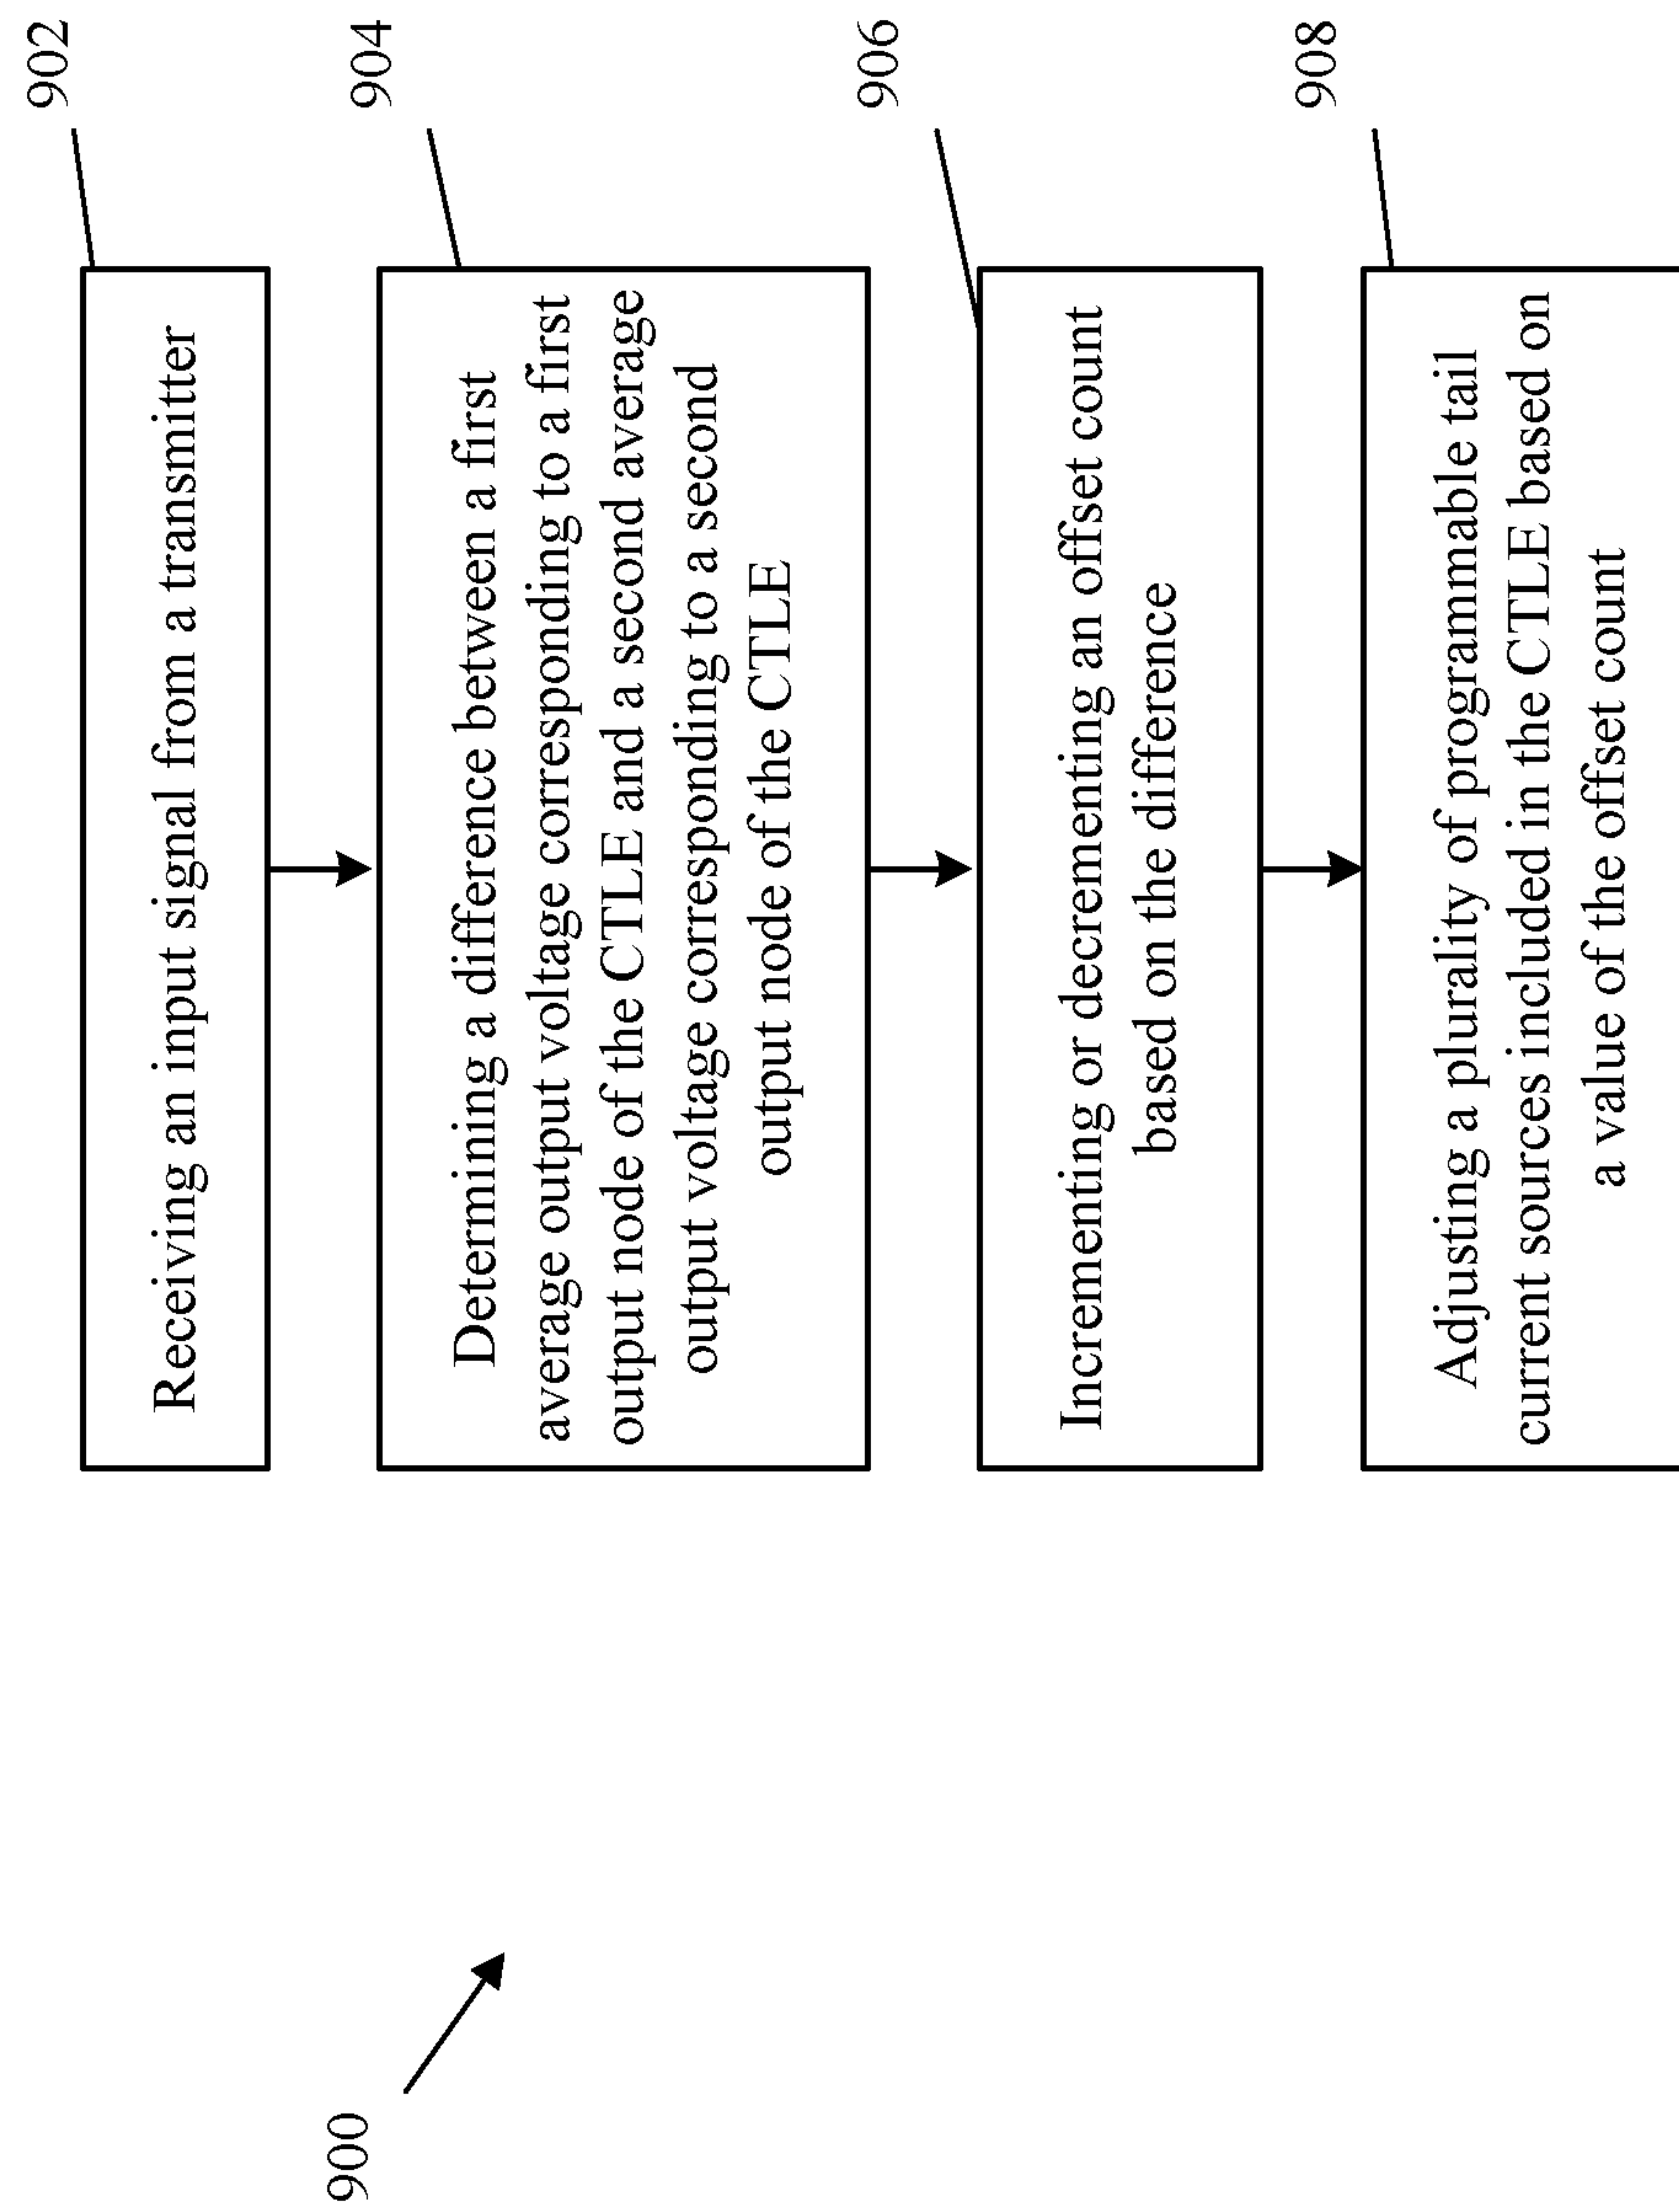 900
902
Receiving an input signal from a transmitter
904
Determining a difference between a first
average output voltage corresponding to a first
output node of the CTLE and a second average
output voltage corresponding to a second
output node of the CTLE
906
Incrementing or decrementing an offset count
based on the difference
908
Adjusting a plurality of programmable tail
current sources included in the CTLE based on
a value of the offset count